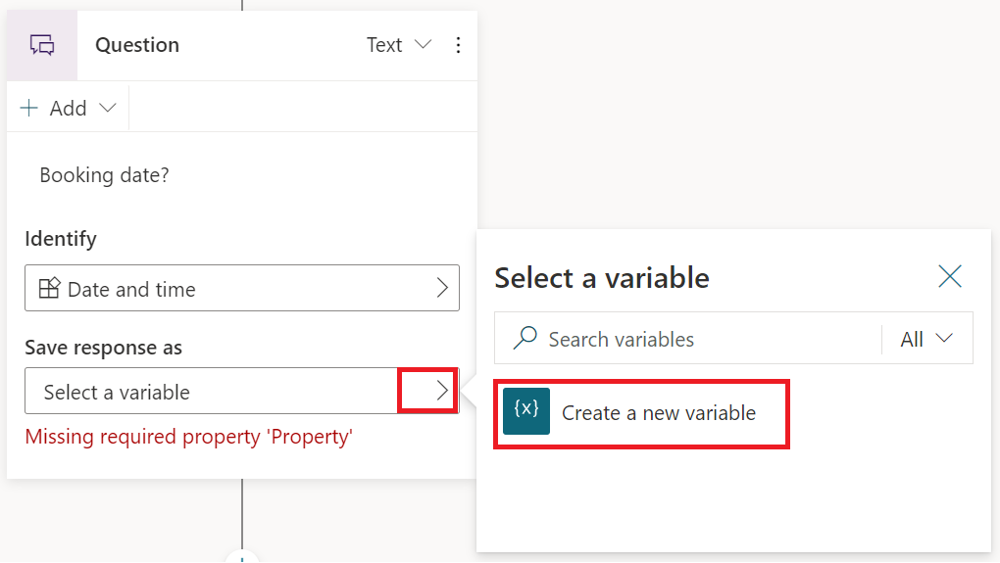 Question
Text
Add
Booking date?
Identify
Date and time
Save response as
Select a variable
Missing required property 'Property'
Select a variable
Search variables
All
{x}
Create a new variable